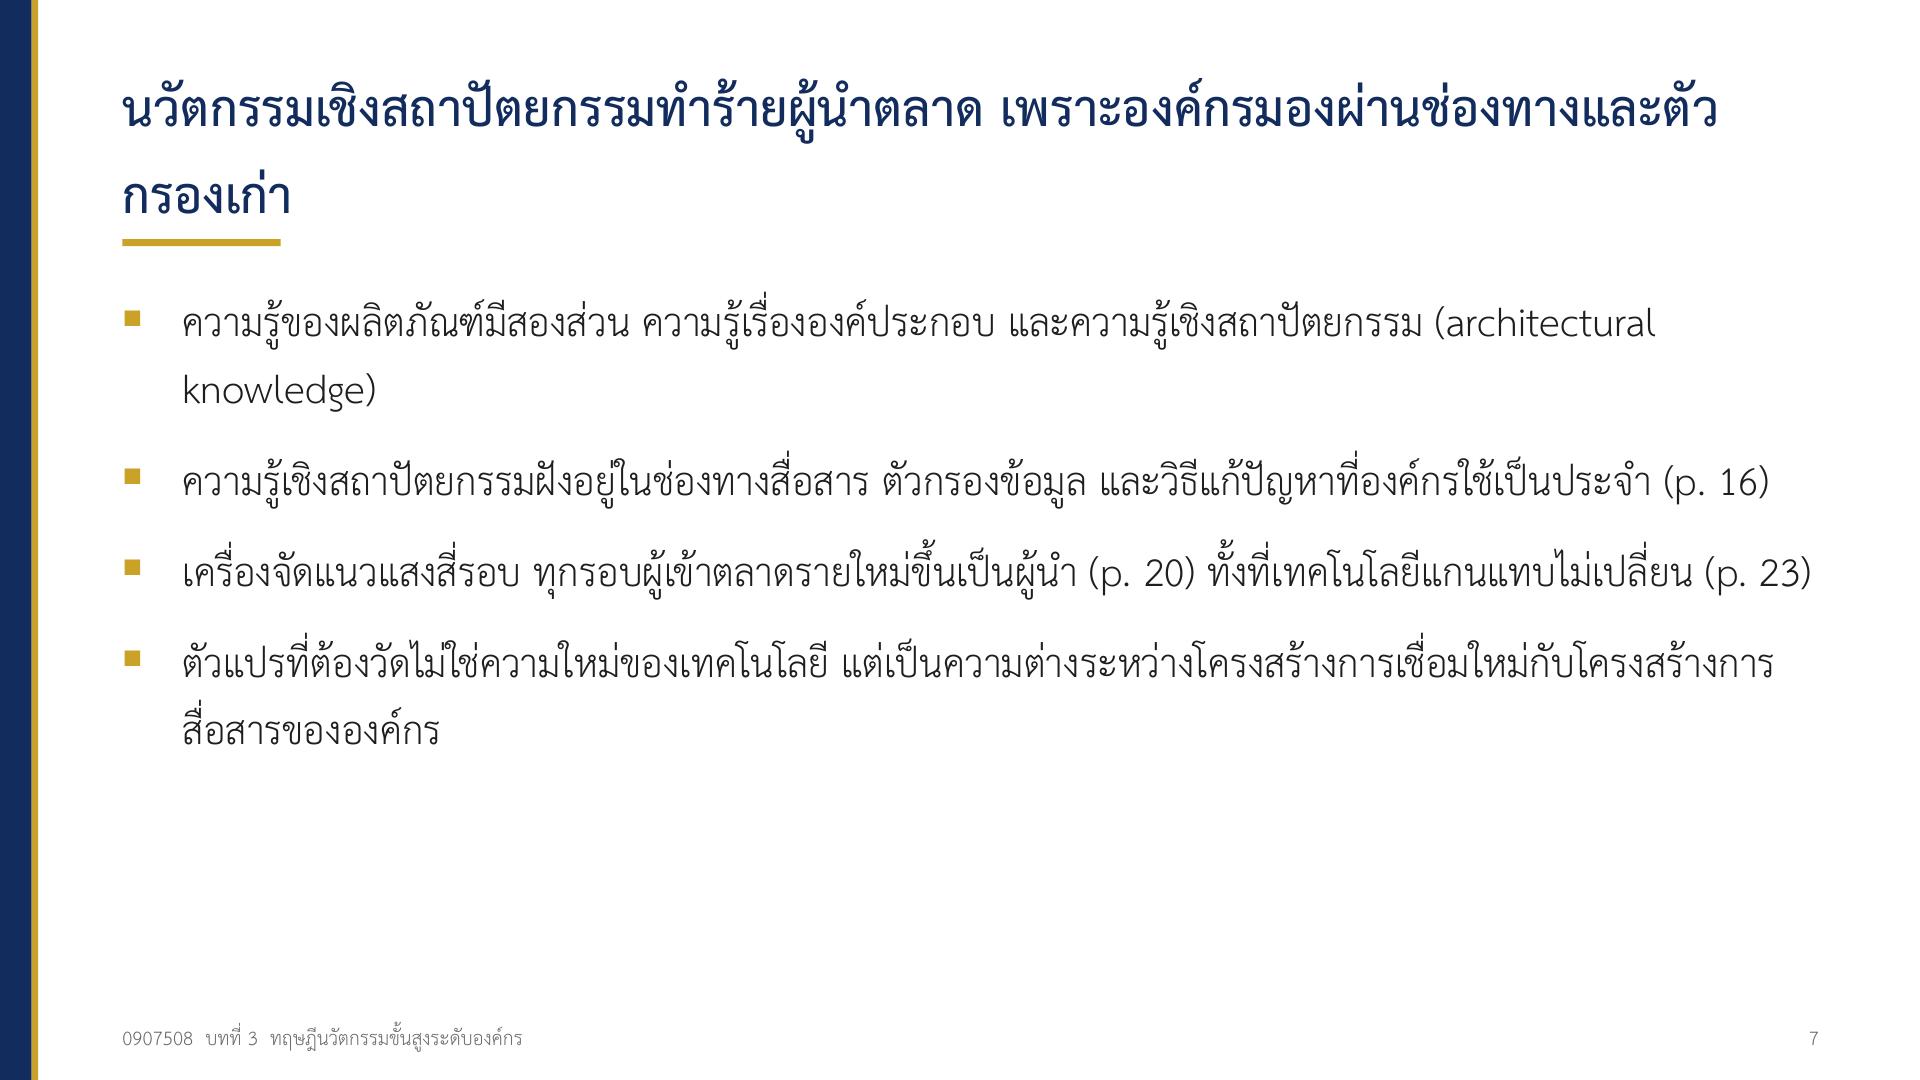 นวัตกรรมเชิงสถาปัตยกรรมทำร้ายผู้นำตลาด เพราะองค์กรมองผ่านช่องทางและตัว
กรองเก่า
ความรู้ของผลิตภัณฑ์มีสองส่วน ความรู้เรื่ององค์ประกอบ และความรู้เชิงสถาปัตยกรรม (architectural
knowledge)
ความรู้เชิงสถาปัตยกรรมฝังอยู่ในช่องทางสื่อสาร ตัวกรองข้อมูล และวิธีแก้ปัญหาที่องค์กรใช้เป็นประจำ (p. 16)
เครื่องจัดแนวแสงสี่รอบ ทุกรอบผู้เข้าตลาดรายใหม่ขึ้นเป็นผู้นำ (p. 20) ทั้งที่เทคโนโลยีแกนแทบไม่เปลี่ยน (p. 23)
ตัวแปรที่ต้องวัดไม่ใช่ความใหม่ของเทคโนโลยี แต่เป็นความต่างระหว่างโครงสร้างการเชื่อมใหม่กับโครงสร้างการ
สื่อสารขององค์กร
0907508 บทที่ 3 ทฤษฎีนวัตกรรมขั้นสูงระดับองค์กร
7